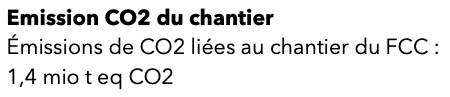 Emission CO2 du chantier
Émissions de CO2 liées au chantier du FCC :
1,4 mio t eq CO2